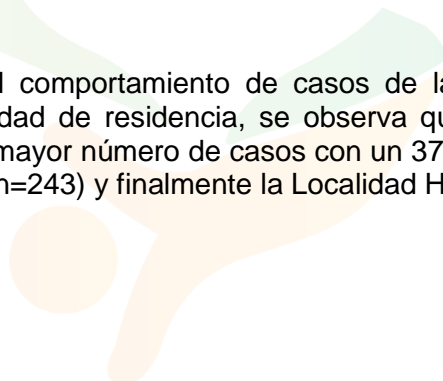 l comportamiento de casos de la
dad de residencia, se observa qu
mayor número de casos con un 37
n=243) y finalmente la Localidad H